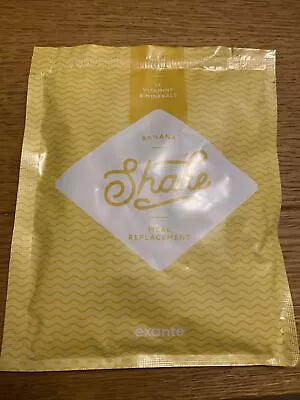 VITAMINS
& MINERALS
BANANA
Shake
MEAL
REPLACEMENT
exante